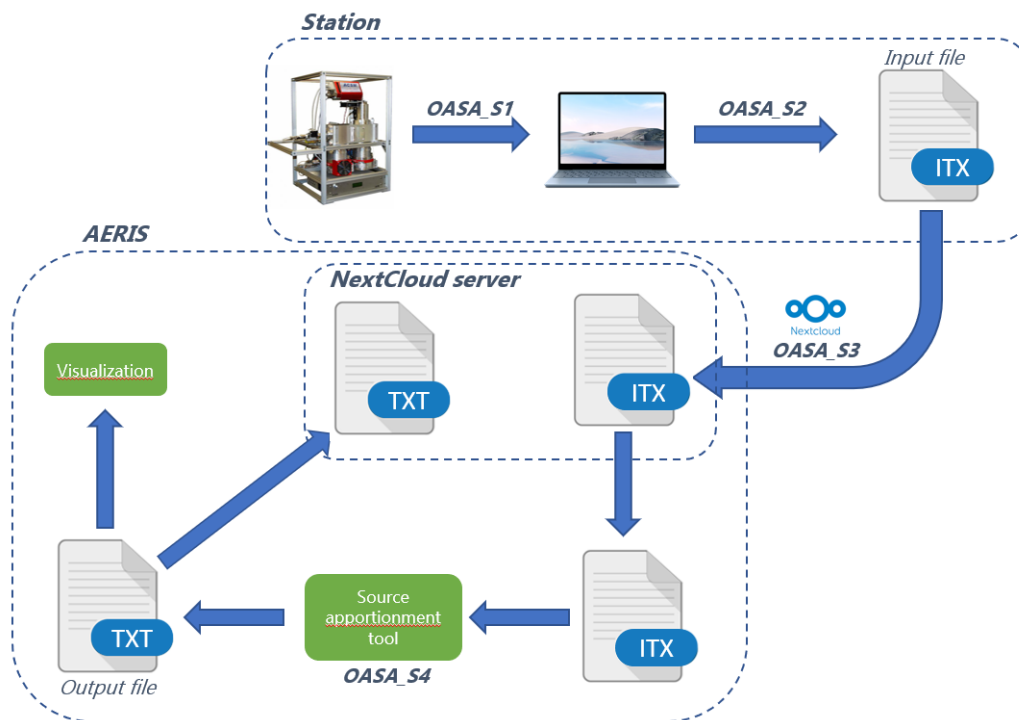 Station
Input file
OASA_S1
OASA_S2
ITX
AERIS
NextCloud server
Nextcloud
OASA_S3
Visualization
TXT
ITX
Source
apportionment
tool
OASA_S4
TXT
ITX
Output file